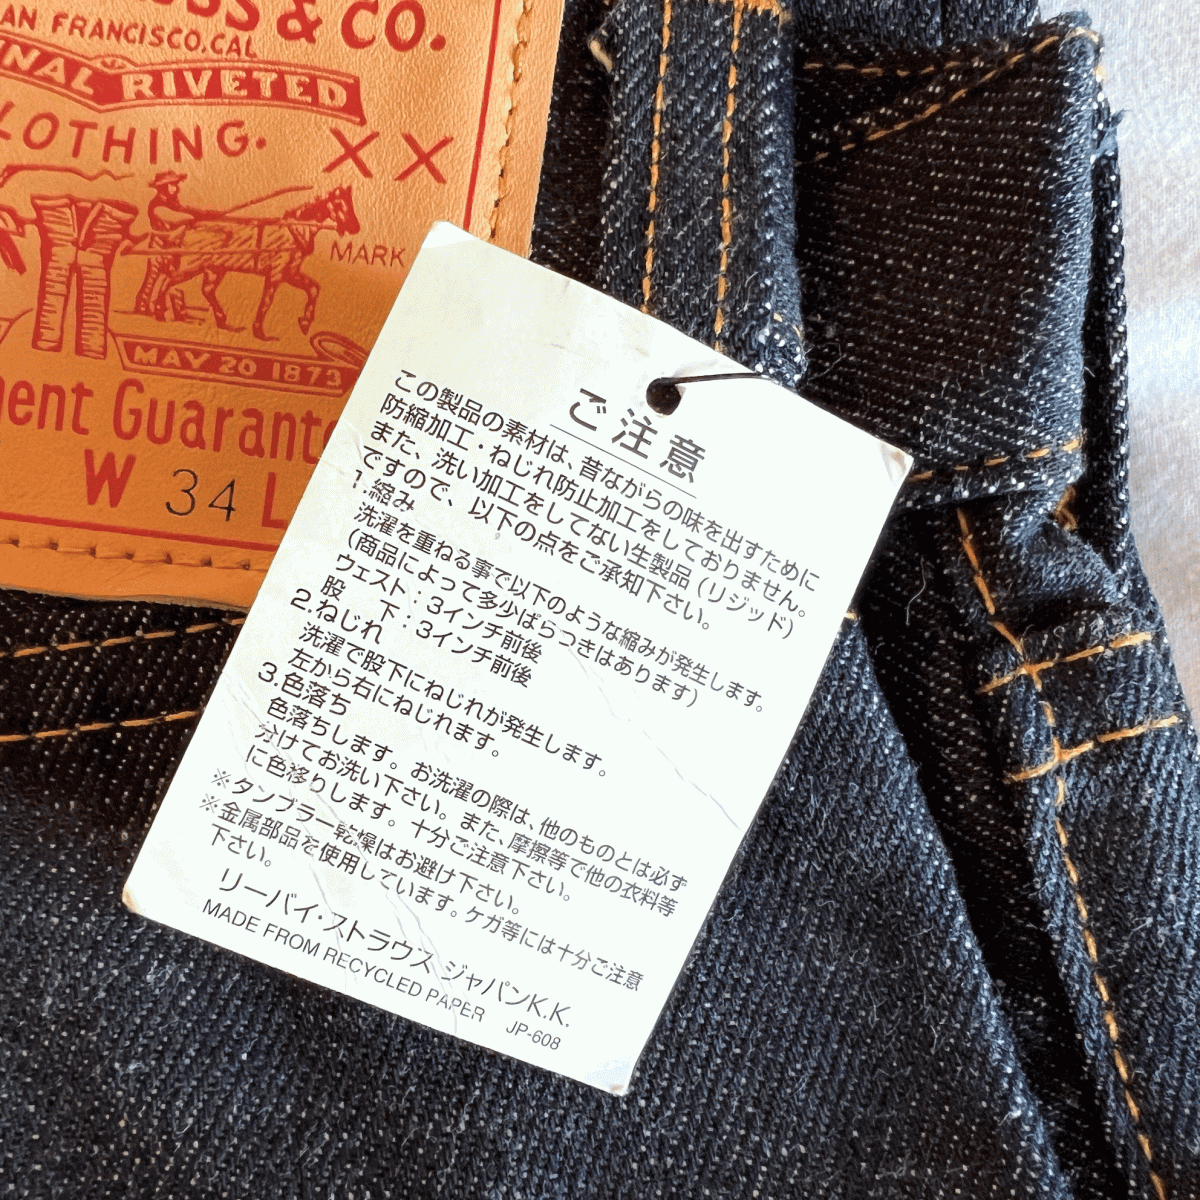 & CO.
AN FRANCISCO, CAL
NAL RIVETED
LOTHING.
XX
MARK
MAY 20 1873
ent Guarant
W 34 L
ご注意
この製品の素材は、昔ながらの味を出すために
防縮加工・ねじれ防止加工をしておりません。
また、洗い加工をしてない生製品(リジッド)
ですので、以下の点をご承知下さい。
1.縮み
洗濯を重ねる事で以下のような縮みが発生します。
(商品によって多少ばらつきはあります)
ウェスト:3インチ前後
股 下:3インチ前後
2.ねじれ
洗濯で股下にねじれが発生します。
左から右にねじれます。
3.色落ち
色落ちします。お洗濯の際は、他のものとは必ず
分けてお洗い下さい。また、摩擦等で他の衣料等
に色移りします。十分ご注意下さい。
※タンブラー乾燥はお避け下さい。
※金属部品を使用しています。ケガ等には十分ご注意
下さい。
リーバイ・ストラウス ジャパンK.K.
MADE FROM RECYCLED PAPER JP-608